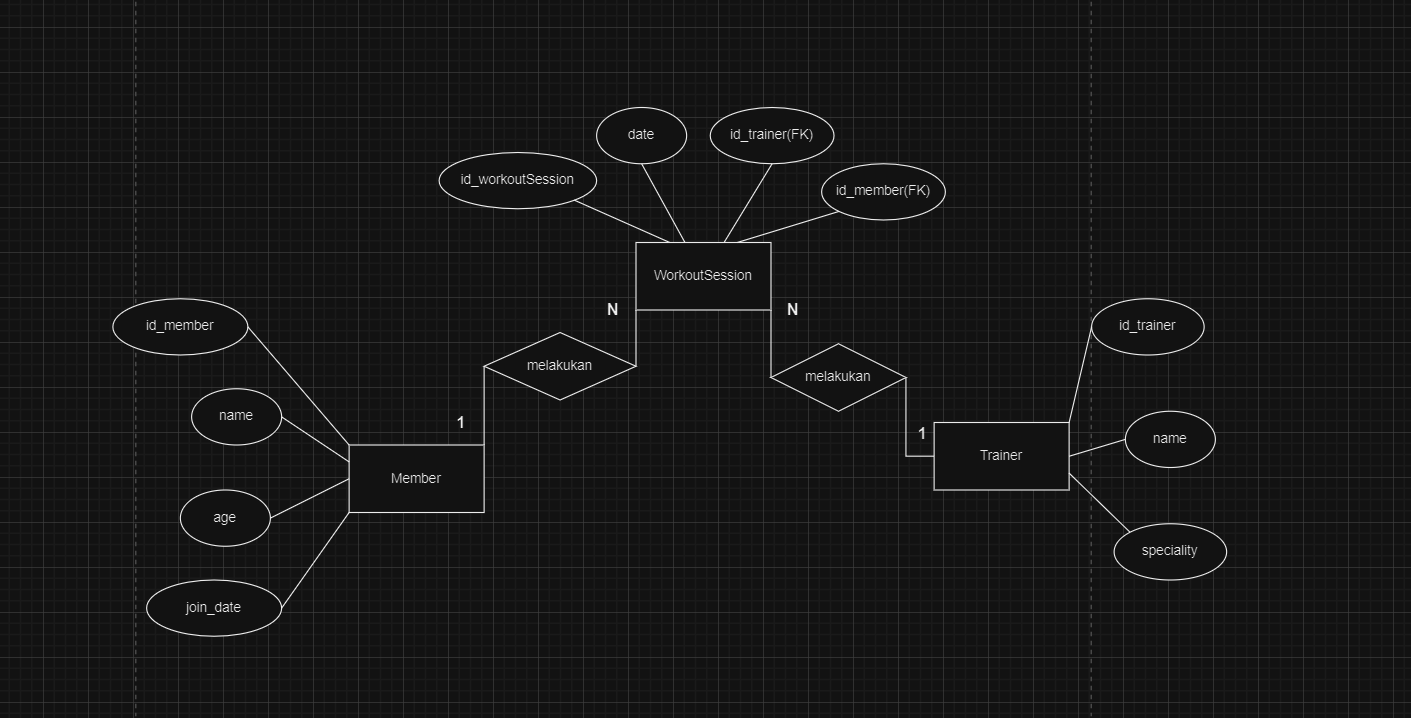 date
id_trainer(FK)
id_workoutSession
id_member(FK)
WorkoutSession
N
N
id_member
id_trainer
melakukan
melakukan
name
1
1
name
Member
Trainer
age
speciality
join_date